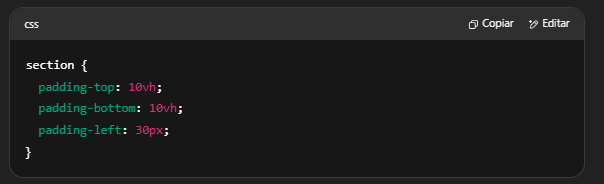 css
Copiar
Editar
section {
  padding-top: 10vh;
  padding-bottom: 10vh;
  padding-left: 30px;
}